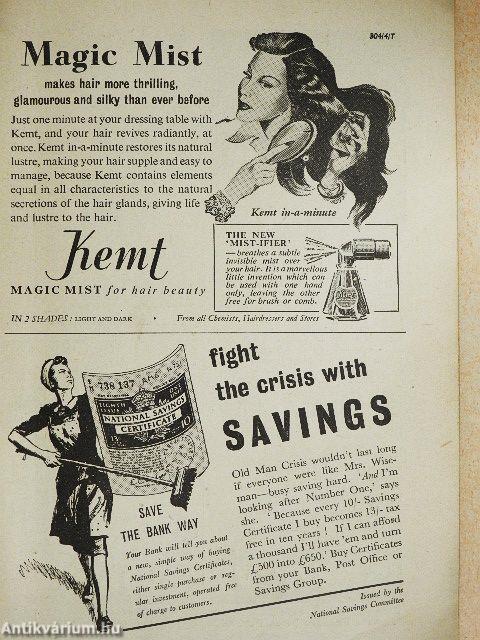 304/4/T
Magic Mist
makes hair more thrilling,
glamourous and silky than ever before
Just one minute at your dressing table with
Kemt, and your hair revives radiantly, at
once. Kemt in-a-minute restores its natural
lustre, making your hair supple and easy to
manage, because Kemt contains elements
equal in all characteristics to the natural
secretions of the hair glands, giving life
and lustre to the hair.
Kemt in-a-minute
Kemt
MAGIC MIST for hair beauty
THE NEW
'MIST-IFIER'
— breathes a subtle
invisible mist over
your hair. It is a marvellous
little invention which can
be used with one hand
only, leaving the other
free for brush or comb.
IN 2 SHADES: LIGHT AND DARK • From all Chemists, Hairdressers and Stores
fight
the crisis with
SAVINGS
738 137
EIGHTH
ISSUE
NATIONAL SAVINGS
CERTIFICATE
10
SAVE
THE BANK WAY
Your Bank will tell you about
a new, simple way of buying
National Savings Certificates,
either single purchase or reg-
ular investment, operated free
of charge to customers.
Old Man Crisis wouldn't last long
if everyone were like Mrs. Wise-
man—busy saving hard. 'And I'm
looking after Number One,' says
she. 'Because every 10/- Savings
Certificate I buy becomes 13/- tax
free in ten years! If I can afford
a thousand I'll have 'em and turn
£500 into £650.' Buy Certificates
from your Bank, Post Office or
Savings Group.
Issued by the
National Savings Committee
Antikvárium.hu